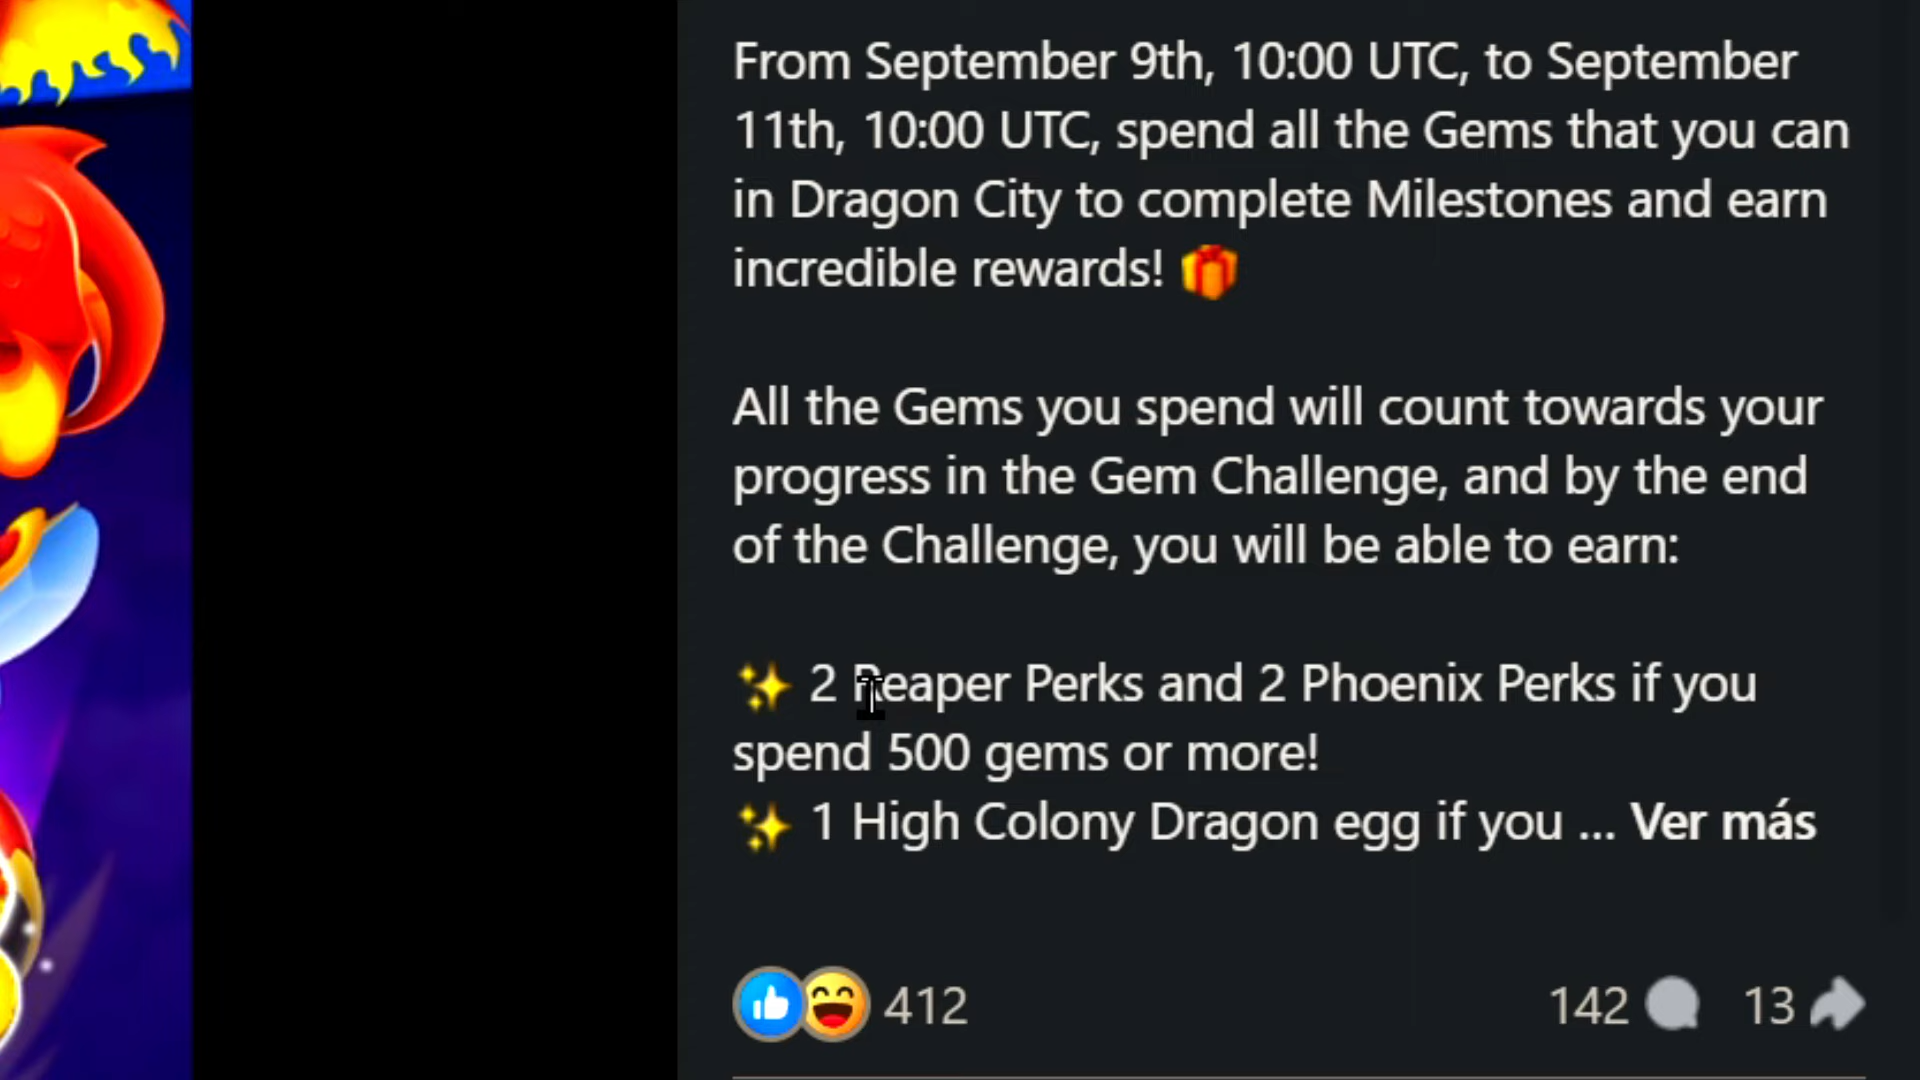 From September 9th, 10:00 UTC, to September
11th, 10:00 UTC, spend all the Gems that you can
in Dragon City to complete Milestones and earn
incredible rewards! 🎁
All the Gems you spend will count towards your
progress in the Gem Challenge, and by the end
of the Challenge, you will be able to earn:
✨ 2 Reaper Perks and 2 Phoenix Perks if you
spend 500 gems or more!
✨ 1 High Colony Dragon egg if you ... Ver más
412 142 13